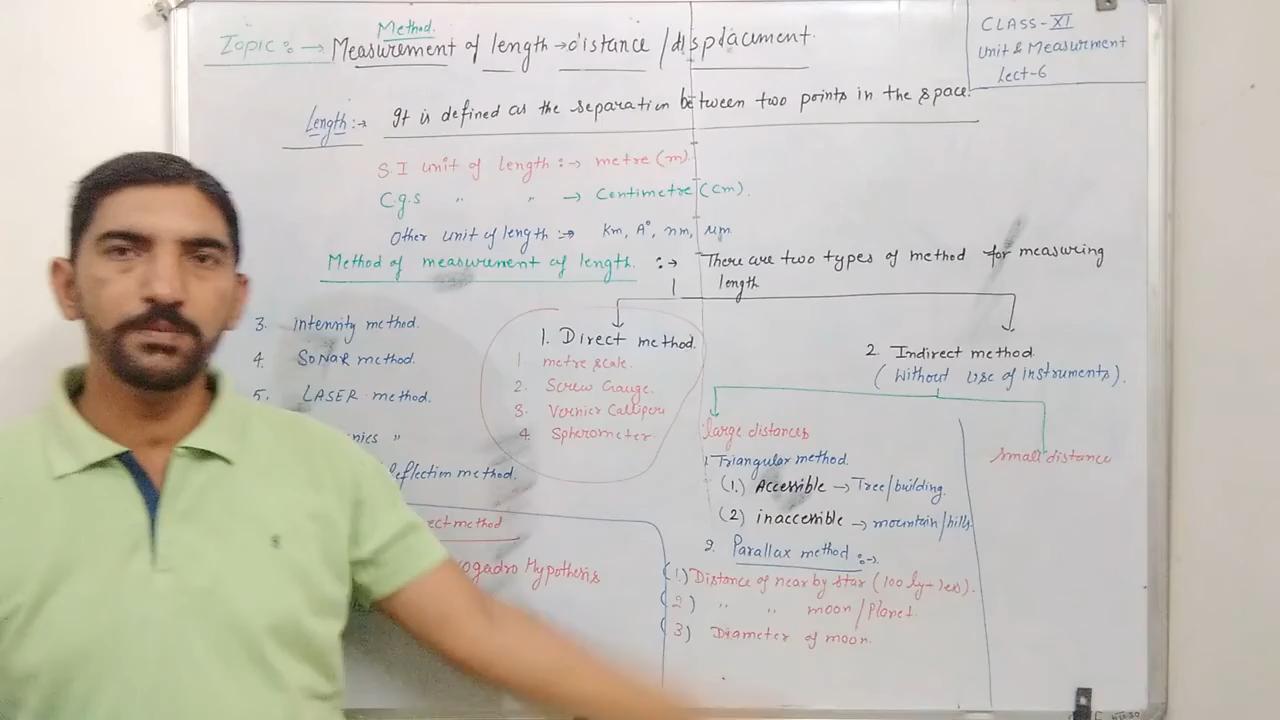 Method.
Topic :- → Measurement of length → distance / displacument.
CLASS - XI
Unit & Measurment
Lect-6
Length :→ It is defined as the separation between two points in the space.
S.I unit of length :→ metre (m).
C.g.s " " → Centimetre (cm).
Other unit of length :→ Km, A°, nm, μm
Method of measurement of length. :→ There are two types of method for measuring
length
3. intensity method.
4. SONAR method.
5. LASER method.
nics "
eflection method.
ect method
ogadro Hypothesis
1. Direct method.
1 metre scale.
2. Screw Gauge.
3. Vernier Callipers
4. Spherometer.
2. Indirect method.
( Without use of instruments).
large distances
1. Triangular method.
(1.) Accessible → Tree/building.
(2) inaccessible → mountain/hills.
2. Parallax method :-.
(1.) Distance of near by star (100 ly-les).
(2) " " moon / Planet.
(3) Diameter of moon.
small distance